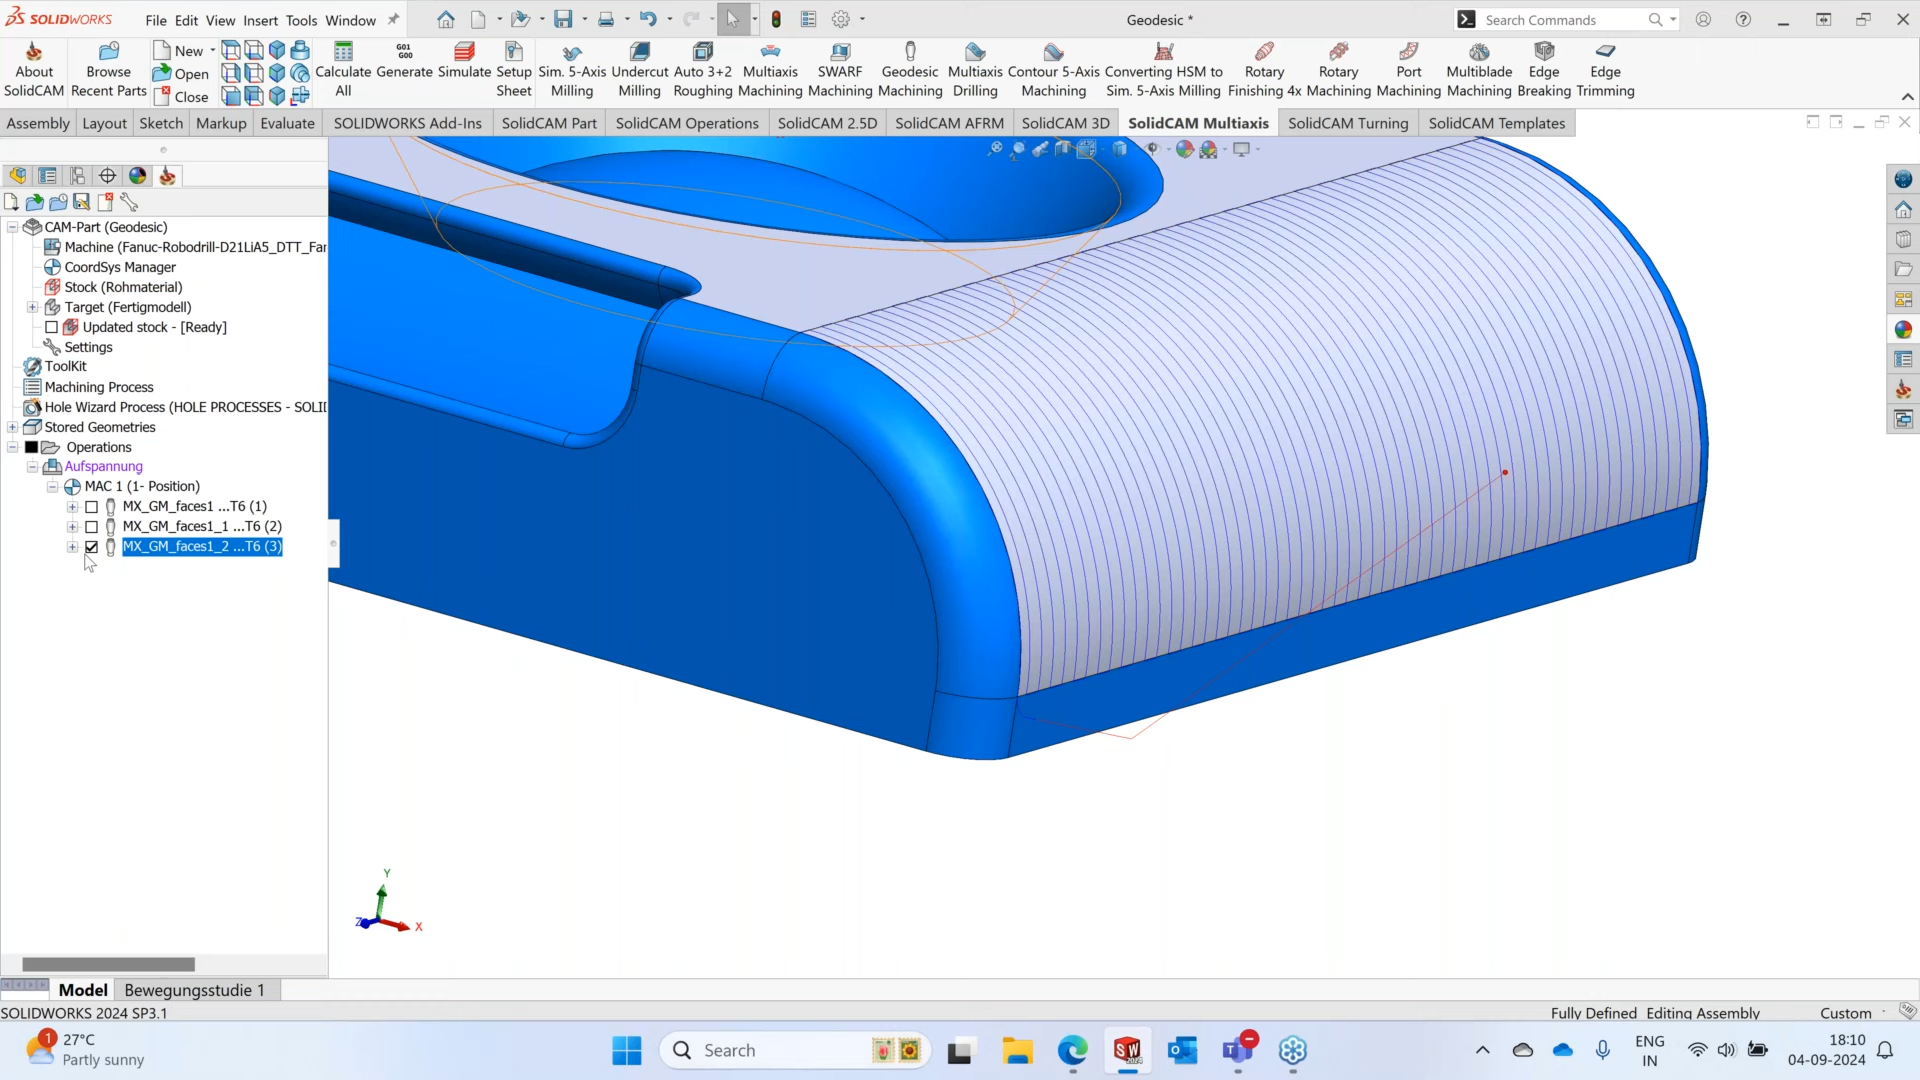 SOLIDWORKS File Edit View Insert Tools Window Geodesic * Search Commands
About SolidCAM
Browse Recent Parts
New
Open
Close
Calculate All
Generate
G01 G00
Simulate
Setup Sheet
Sim. 5-Axis Milling
Undercut Milling
Auto 3+2 Roughing
Multiaxis Machining
SWARF Machining
Geodesic Machining
Multiaxis Drilling
Contour 5-Axis Machining
Converting HSM to Sim. 5-Axis Milling
Rotary Finishing 4x
Rotary Machining
Port Machining
Multiblade Machining
Edge Breaking
Edge Trimming
Assembly Layout Sketch Markup Evaluate SOLIDWORKS Add-Ins SolidCAM Part SolidCAM Operations SolidCAM 2.5D SolidCAM AFRM SolidCAM 3D SolidCAM Multiaxis SolidCAM Turning SolidCAM Templates
CAM-Part (Geodesic)
Machine (Fanuc-Robodrill-D21LiA5_DTT_Far
CoordSys Manager
Stock (Rohmaterial)
Target (Fertigmodell)
Updated stock - [Ready]
Settings
ToolKit
Machining Process
Hole Wizard Process (HOLE PROCESSES - SOLI
Stored Geometries
Operations
Aufspannung
MAC 1 (1- Position)
MX_GM_faces1 ...T6 (1)
MX_GM_faces1_1 ...T6 (2)
MX_GM_faces1_2 ...T6 (3)
Y
Z
X
Model Bewegungsstudie 1
SOLIDWORKS 2024 SP3.1 Fully Defined Editing Assembly Custom
1
27°C
Partly sunny
Search
SW
2024
ENG
IN
18:10
04-09-2024